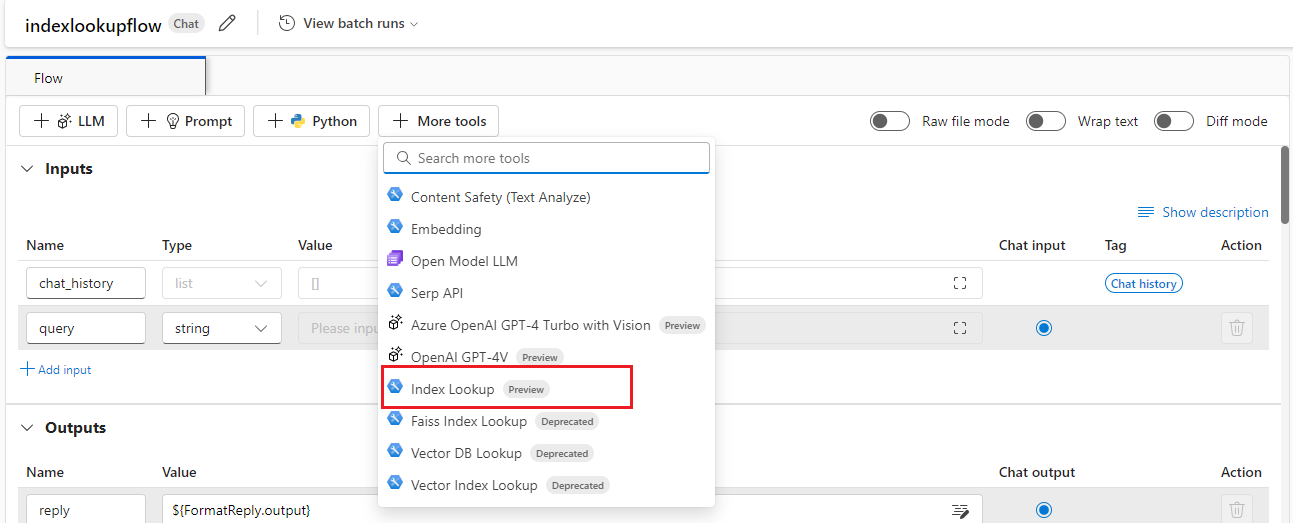 indexlookupflow Chat View batch runs
Flow
LLM Prompt Python More tools Raw file mode Wrap text Diff mode
Search more tools
Inputs
Content Safety (Text Analyze)
Show description
Embedding
Name Type Value Chat input Tag Action
Open Model LLM
chat_history list [] Chat history
Serp API
query string Please inpu
Azure OpenAI GPT-4 Turbo with Vision Preview
OpenAI GPT-4V Preview
Add input
Index Lookup Preview
Faiss Index Lookup Deprecated
Outputs
Vector DB Lookup Deprecated
Name Value Chat output Action
Vector Index Lookup Deprecated
reply ${FormatReply.output}